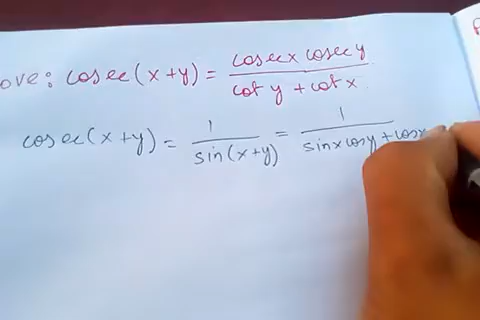 ove: cosec(x+y) = cosecx cosecy / cot y + cot x
cosec(x+y) = 1 / sin(x+y) = 1 / sinx cosy + cosx